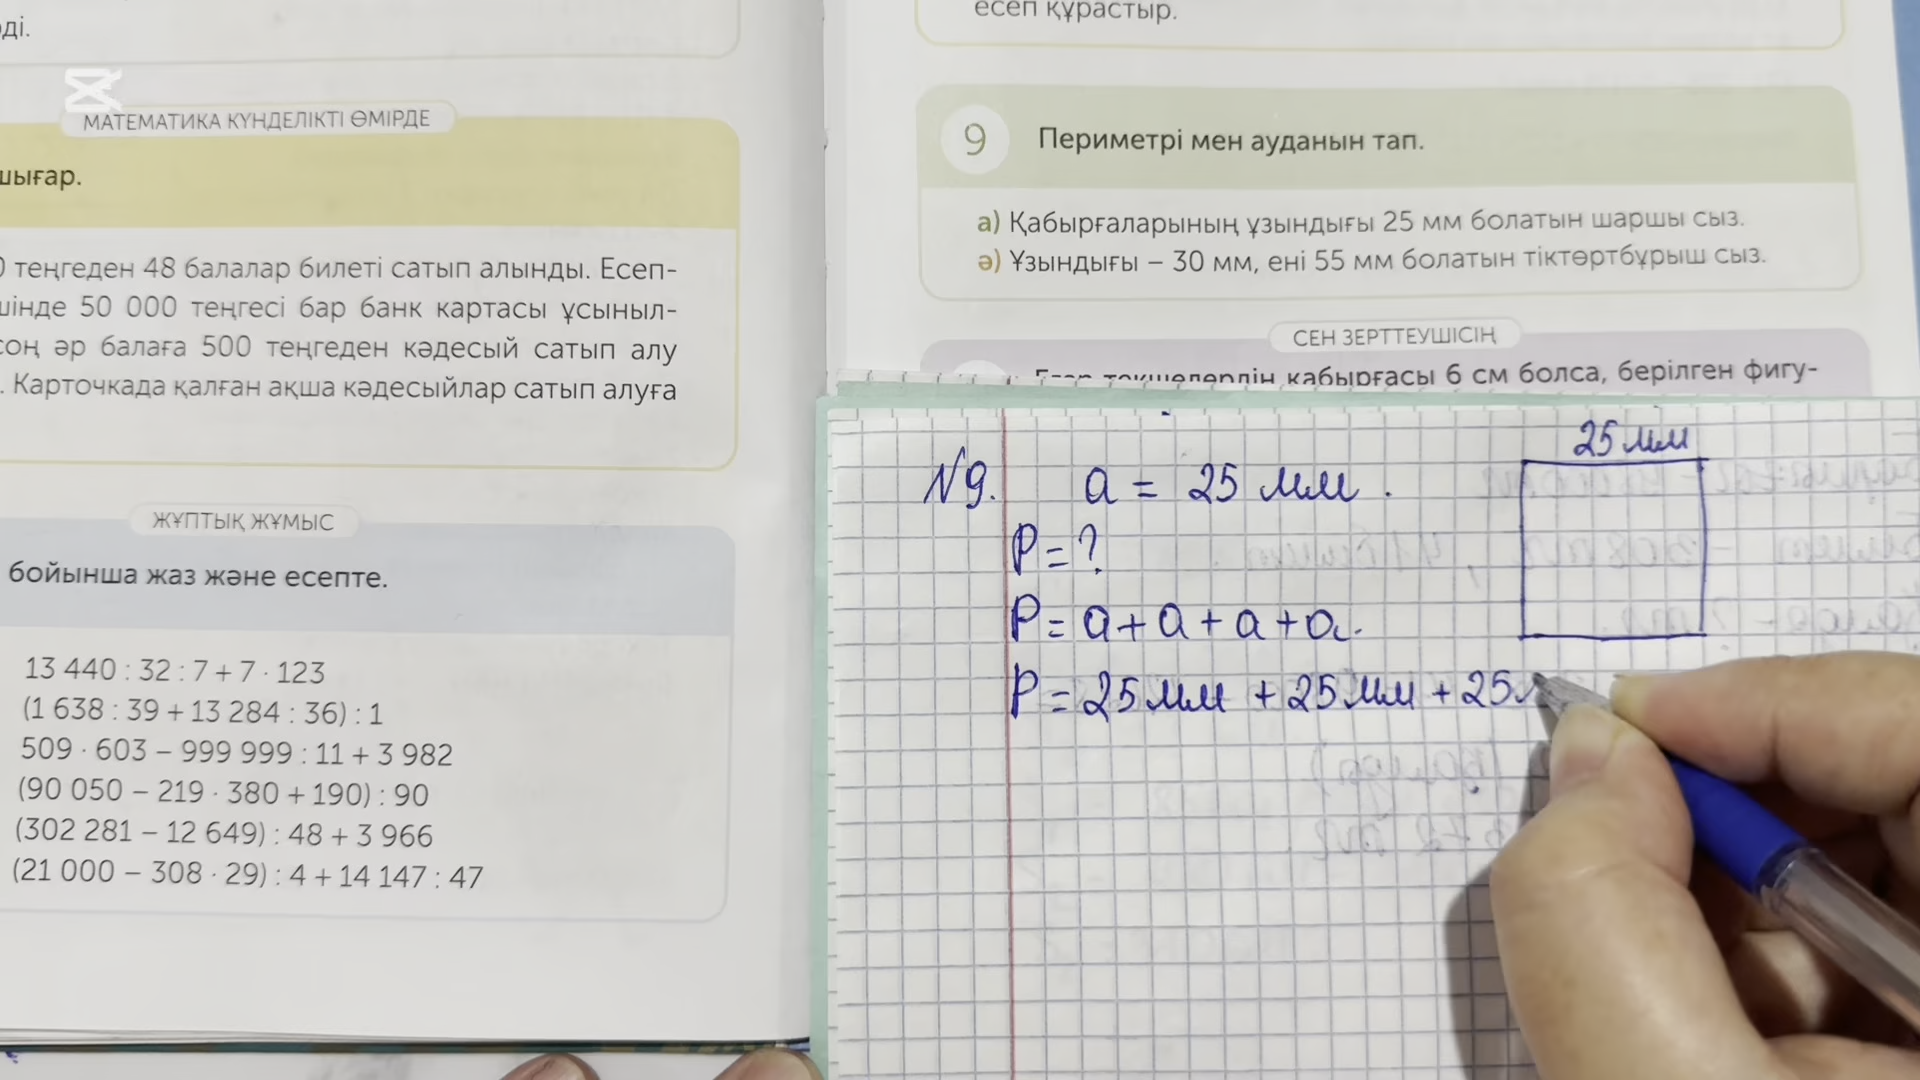 ді.
МАТЕМАТИКА КҮНДЕЛІКТІ ӨМІРДЕ
шығар.
0 теңгеден 48 балалар билеті сатып алынды. Есеп-
шінде 50 000 теңгесі бар банк картасы ұсыныл-
соң әр балаға 500 теңгеден кәдесый сатып алу
. Карточкада қалған ақша кәдесыйлар сатып алуға
ЖҰПТЫҚ ЖҰМЫС
бойынша жаз және есепте.
13 440 : 32 : 7 + 7 · 123
(1 638 : 39 + 13 284 : 36) : 1
509 · 603 – 999 999 : 11 + 3 982
(90 050 – 219 · 380 + 190) : 90
(302 281 – 12 649) : 48 + 3 966
(21 000 – 308 · 29) : 4 + 14 147 : 47
есеп құрастыр.
9 Периметрі мен ауданын тап.
а) Қабырғаларының ұзындығы 25 мм болатын шаршы сыз.
ә) Ұзындығы – 30 мм, ені 55 мм болатын тіктөртбұрыш сыз.
СЕН ЗЕРТТЕУШІСІҢ
Егер текшелердің қабырғасы 6 см болса, берілген фигу-
25 мм
N9. a = 25 мм.
P = ?
P = a + a + a + a.
P = 25 мм + 25 мм + 25 м